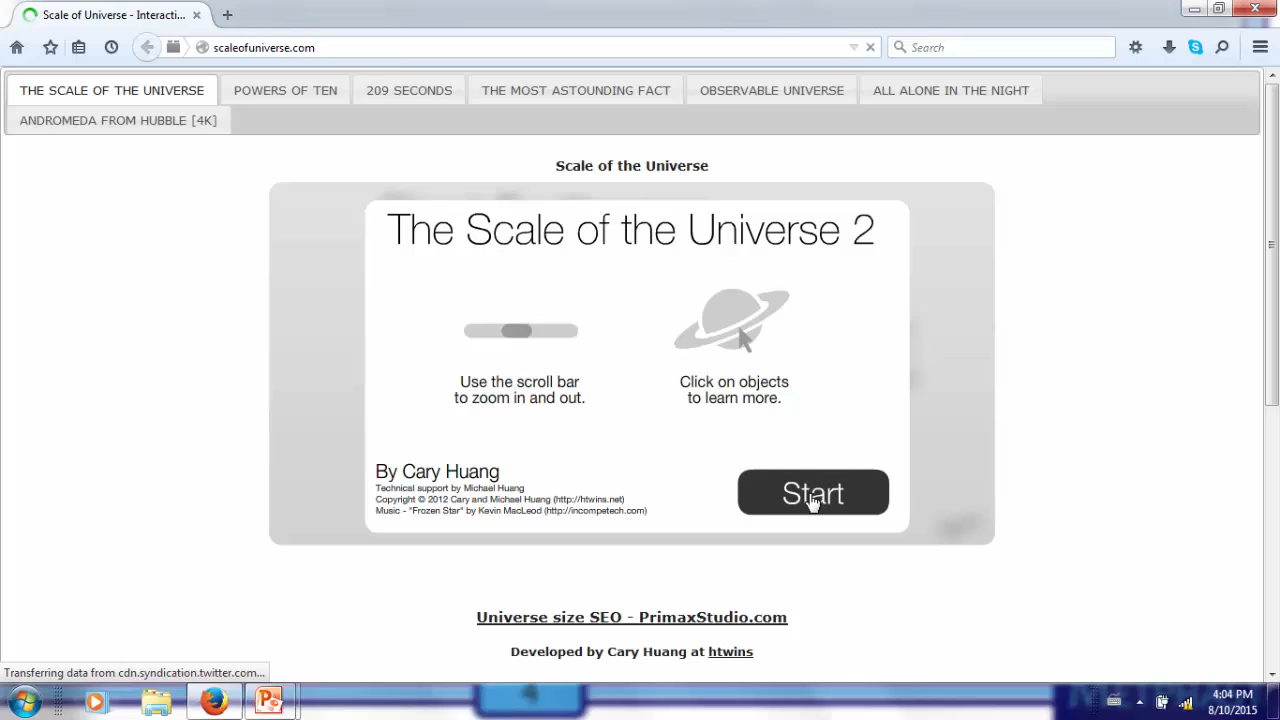 Scale of Universe - Interacti...
scaleofuniverse.com
Search
THE SCALE OF THE UNIVERSE
POWERS OF TEN
209 SECONDS
THE MOST ASTOUNDING FACT
OBSERVABLE UNIVERSE
ALL ALONE IN THE NIGHT
ANDROMEDA FROM HUBBLE [4K]
Scale of the Universe
The Scale of the Universe 2
Use the scroll bar
to zoom in and out.
Click on objects
to learn more.
By Cary Huang
Technical support by Michael Huang
Copyright © 2012 Cary and Michael Huang (http://htwins.net)
Music - "Frozen Star" by Kevin MacLeod (http://incompetech.com)
Start
Universe size SEO - PrimaxStudio.com
Developed by Cary Huang at htwins
Transferring data from cdn.syndication.twitter.com...
4:04 PM
8/10/2015